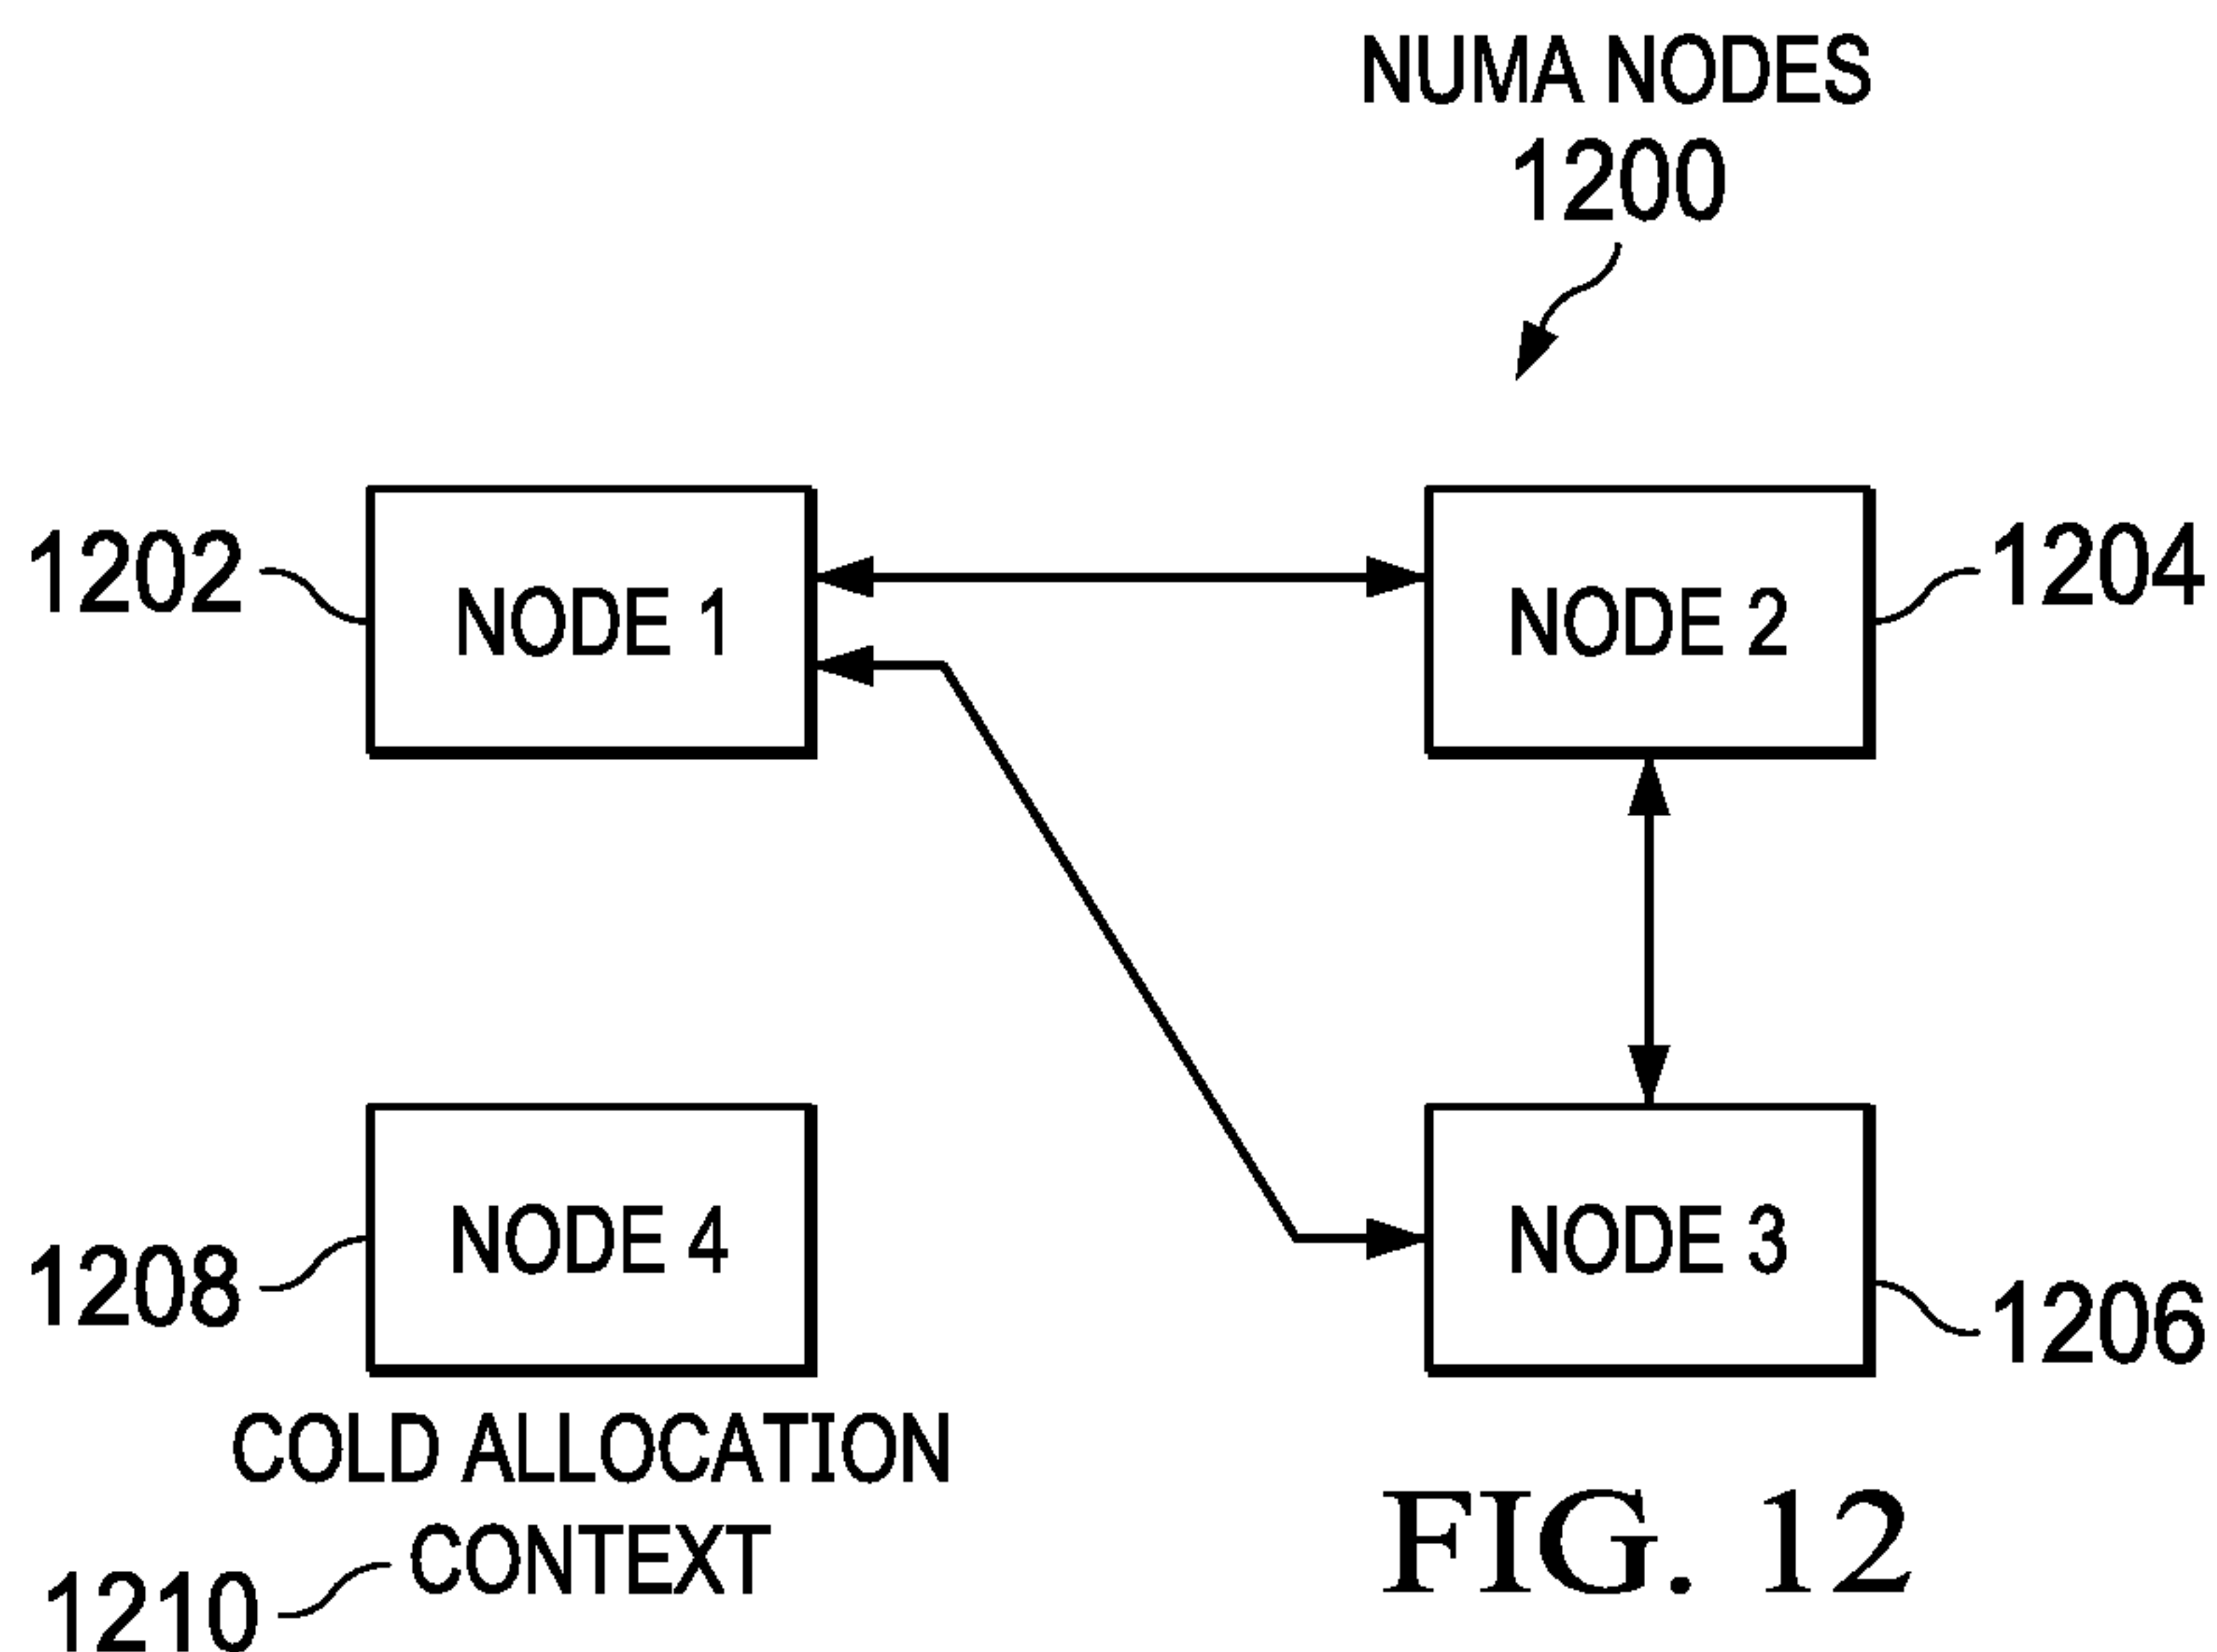 NUMA NODES
1200
1202
NODE 1
NODE 2
1204
1208
NODE 4
NODE 3
1206
COLD ALLOCATION
CONTEXT
1210
FIG. 12